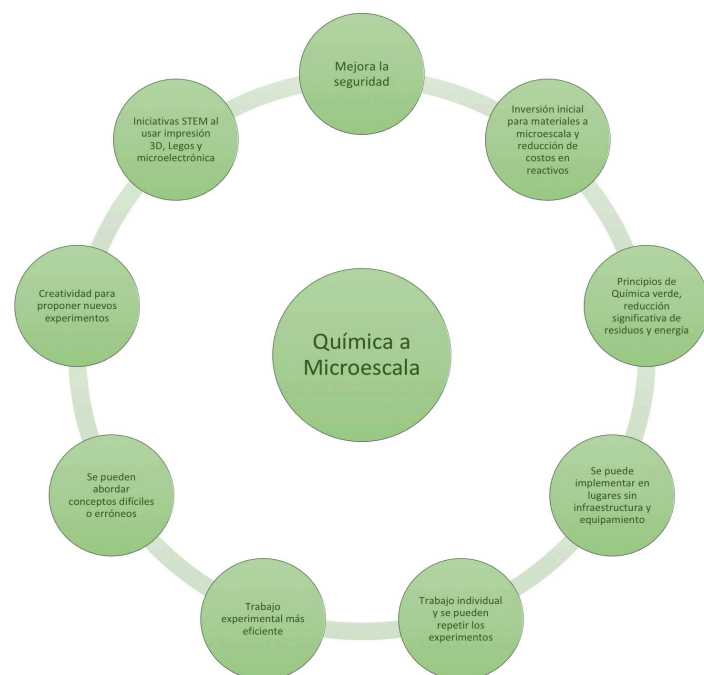 Mejora la
seguridad
Inversión inicial
para materiales a
microescala y
reducción de
costos en
reactivos
Principios de
Química verde,
reducción
significativa de
residuos y energía
Se puede
implementar en
lugares sin
infraestructura y
equipamiento
Trabajo individual
y se pueden
repetir los
experimentos
Trabajo
experimental más
eficiente
Se pueden
abordar
conceptos difíciles
o erróneos
Creatividad para
proponer nuevos
experimentos
Iniciativas STEM al
usar impresión
3D, Legos y
microelectrónica
Química a
Microescala